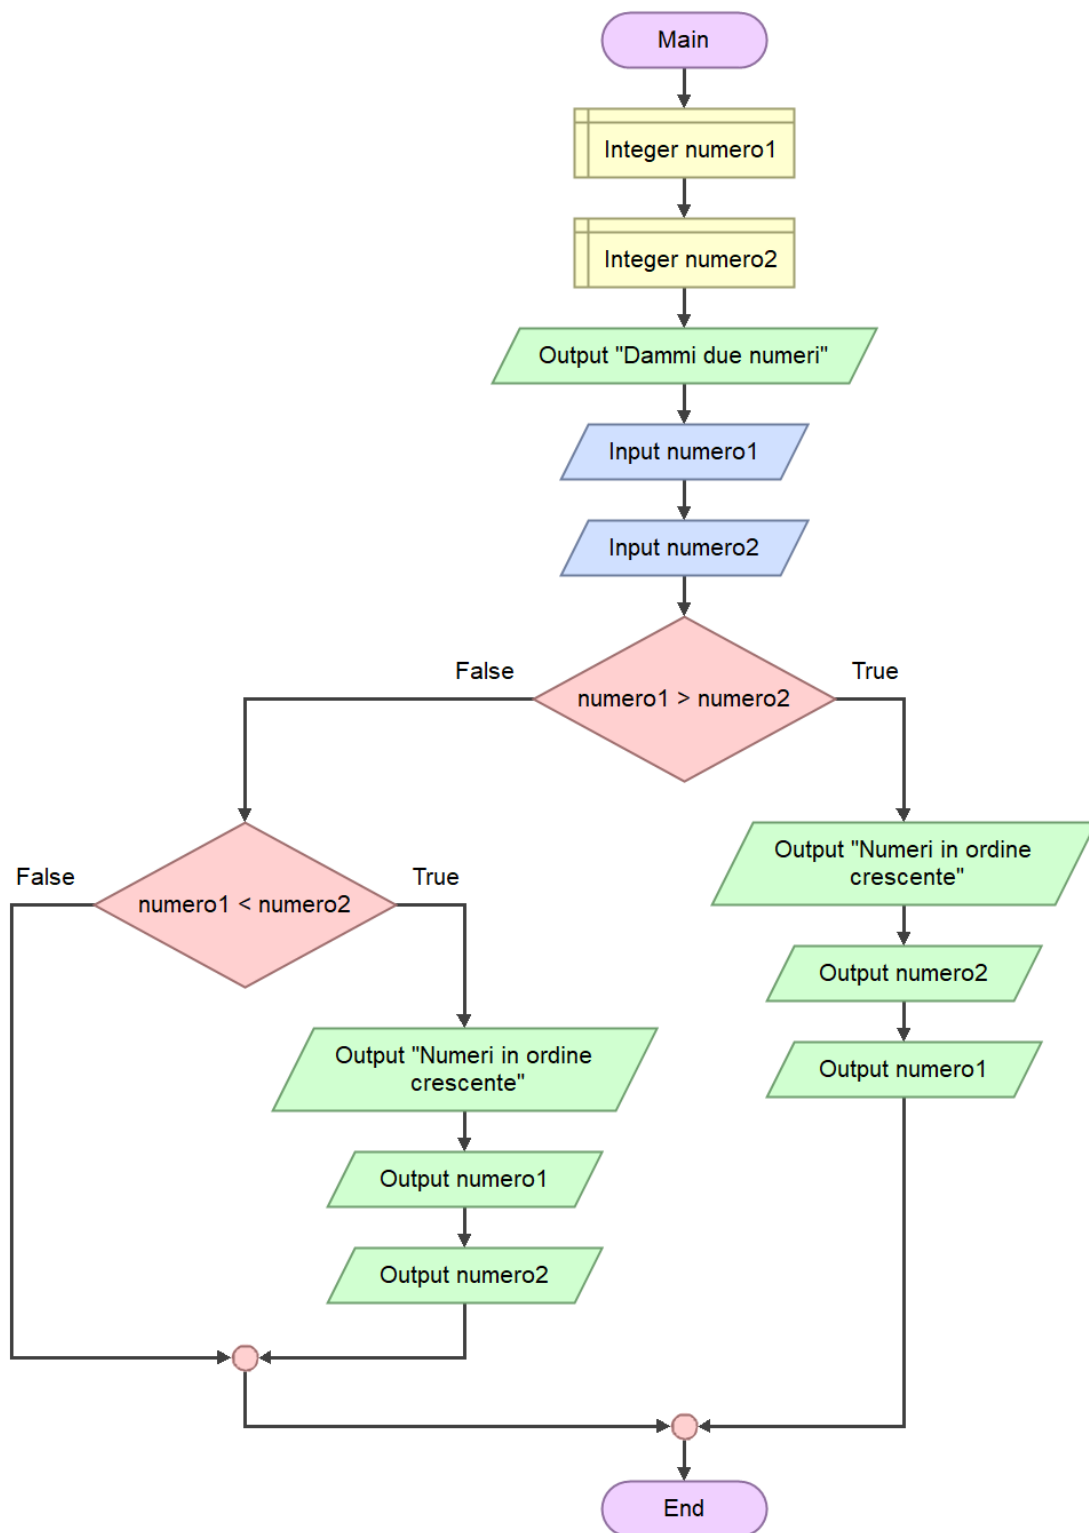 Main
Integer numero1
Integer numero2
Output "Dammi due numeri"
Input numero1
Input numero2
False
True
numero1 > numero2
False
True
numero1 < numero2
Output "Numeri in ordine
crescente"
Output numero2
Output numero1
Output "Numeri in ordine
crescente"
Output numero1
Output numero2
End